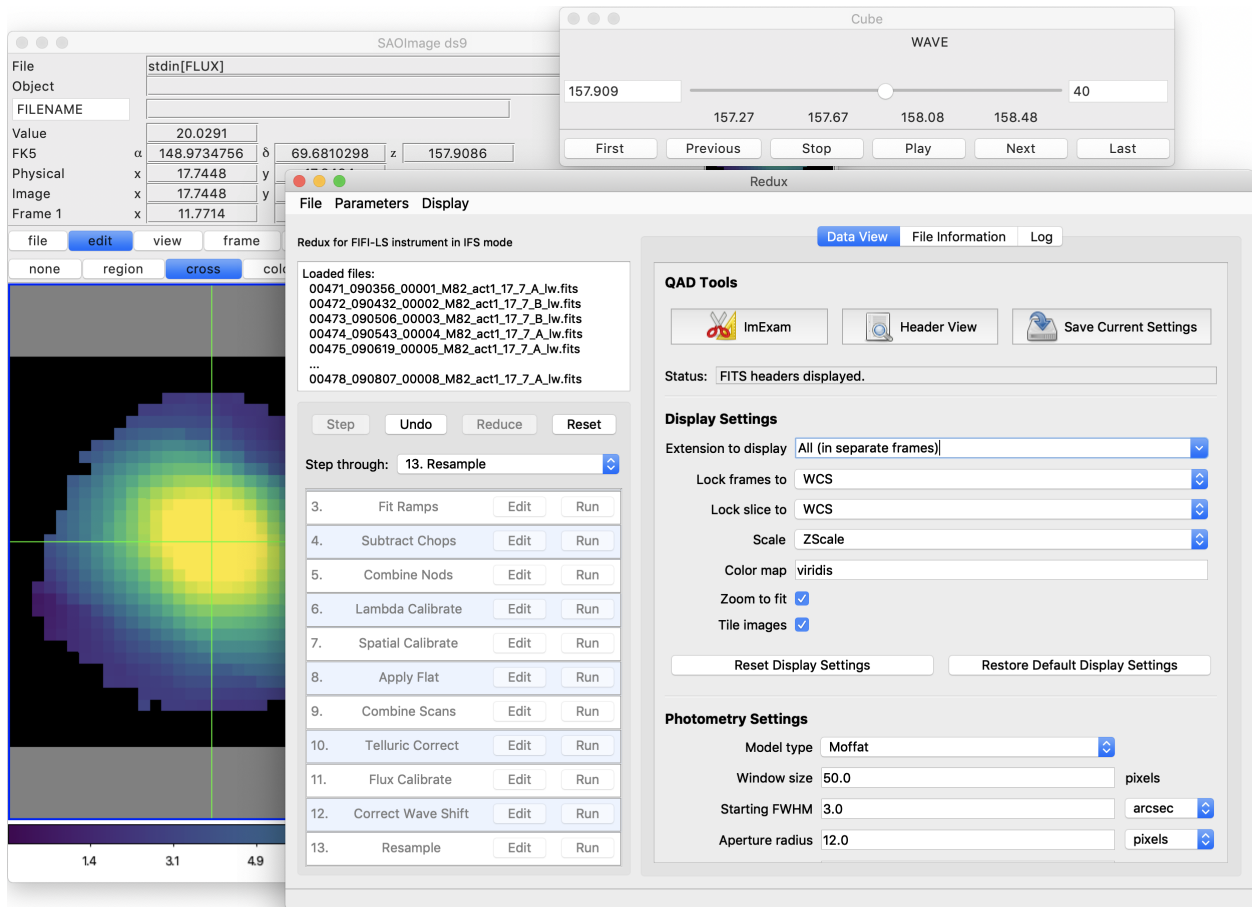 Cube
WAVE
157.909
40
157.27 157.67 158.08 158.48
First Previous Stop Play Next Last
SAOImage ds9
File stdin[FLUX]
Object
FILENAME
Value 20.0291
FK5 α 148.9734756 δ 69.6810298 z 157.9086
Physical x 17.7448 y
Image x 17.7448 y
Frame 1 x 11.7714
file edit view frame
none region cross
1.4 3.1 4.9
Redux
File Parameters Display
Redux for FIFI-LS instrument in IFS mode
Loaded files:
00471_090356_00001_M82_act1_17_7_A_lw.fits
00472_090432_00002_M82_act1_17_7_B_lw.fits
00473_090506_00003_M82_act1_17_7_B_lw.fits
00474_090543_00004_M82_act1_17_7_A_lw.fits
00475_090619_00005_M82_act1_17_7_A_lw.fits
...
00478_090807_00008_M82_act1_17_7_A_lw.fits
Step Undo Reduce Reset
Step through: 13. Resample
3. Fit Ramps Edit Run
4. Subtract Chops Edit Run
5. Combine Nods Edit Run
6. Lambda Calibrate Edit Run
7. Spatial Calibrate Edit Run
8. Apply Flat Edit Run
9. Combine Scans Edit Run
10. Telluric Correct Edit Run
11. Flux Calibrate Edit Run
12. Correct Wave Shift Edit Run
13. Resample Edit Run
Data View File Information Log
QAD Tools
ImExam Header View Save Current Settings
Status: FITS headers displayed.
Display Settings
Extension to display All (in separate frames)
Lock frames to WCS
Lock slice to WCS
Scale ZScale
Color map viridis
Zoom to fit
Tile images
Reset Display Settings Restore Default Display Settings
Photometry Settings
Model type Moffat
Window size 50.0 pixels
Starting FWHM 3.0 arcsec
Aperture radius 12.0 pixels